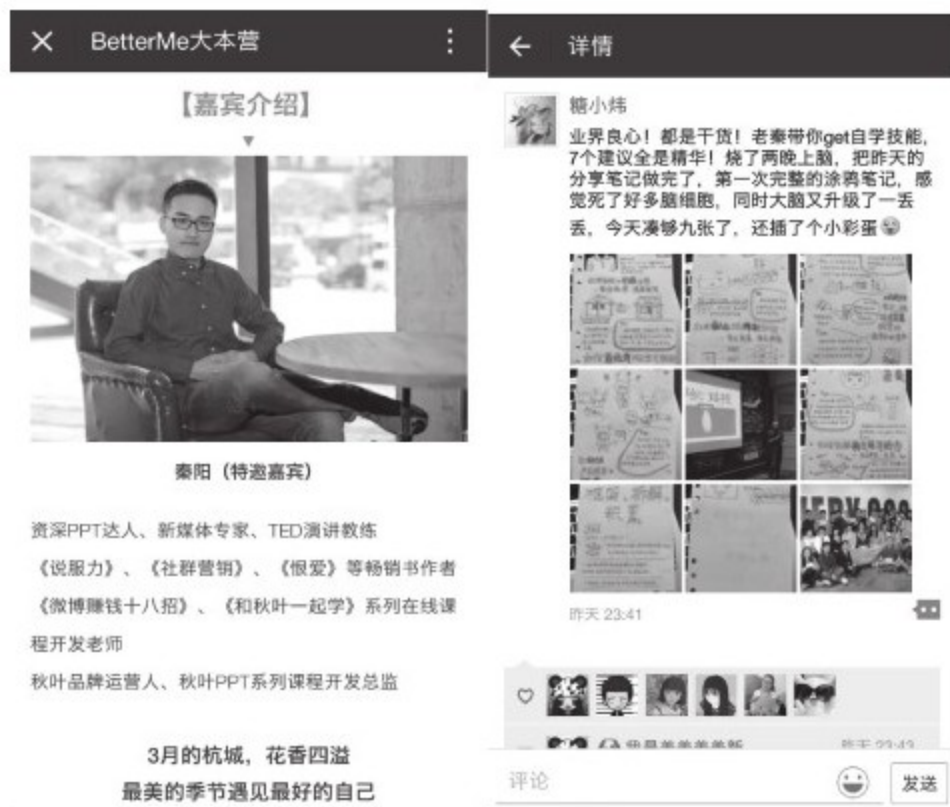 BetterMe大本营
【嘉宾介绍】
秦阳（特邀嘉宾）
资深PPT达人、新媒体专家、TED演讲教练
《说服力》、《社群营钥》、《恨爱》等畅销书作者
《微博赚钱十八招》、《和秋叶一起学》系列在线课
程开发老师
秋叶品牌运营人、秋叶PPT系列课程开发总监
3月的杭城，花香四溢
最美的季节遇见最好的自己
详情
糖小炜
业界良心！都是干货！老秦带你get自学技能，
7个建议全是精华！烧了两晚上脑，把昨天的
分享笔记做完了，第一次完整的涂鸦笔记，感
觉死了好多脑细胞，同时大脑又升级了一丢
丢，今天凑够九张了，还插了个小彩蛋
昨天 23:41
昨天 23:43
评论
发送